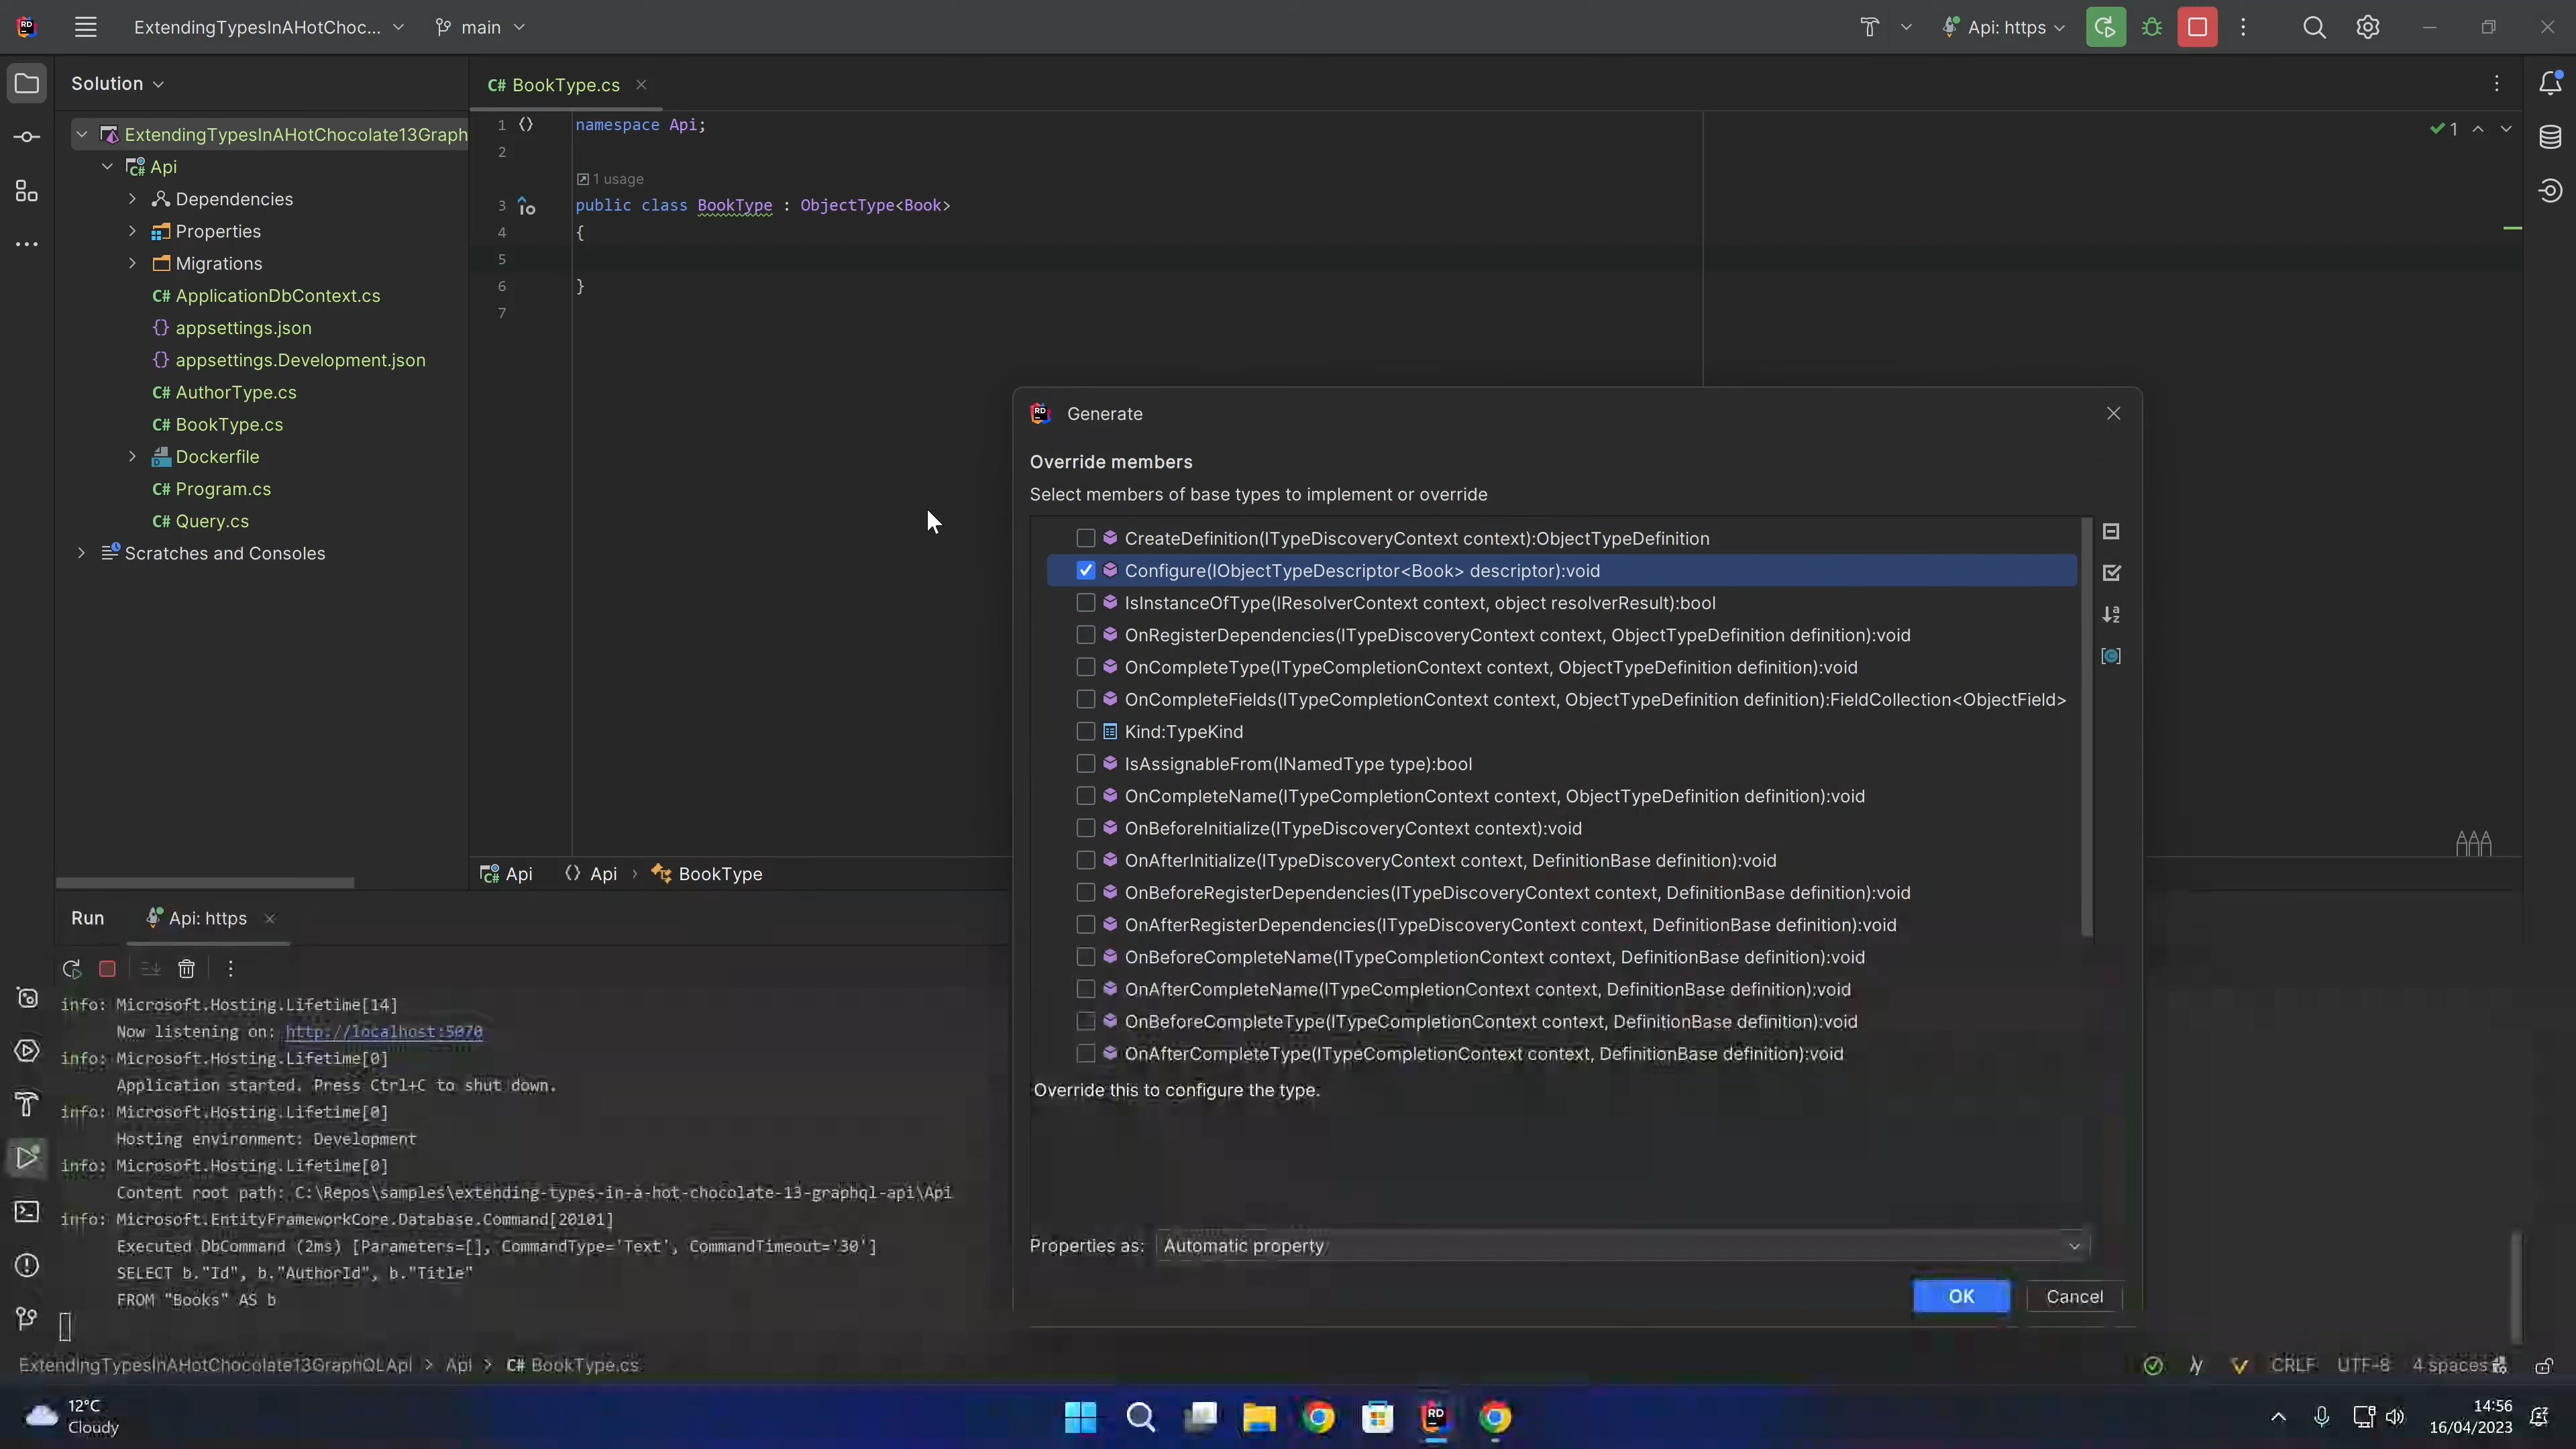 ExtendingTypesInAHotChoc...
main
Api: https
Solution
C# BookType.cs
ExtendingTypesInAHotChocolate13Graph
C# Api
Dependencies
Properties
Migrations
C# ApplicationDbContext.cs
{} appsettings.json
{} appsettings.Development.json
C# AuthorType.cs
C# BookType.cs
Dockerfile
C# Program.cs
C# Query.cs
Scratches and Consoles
1 namespace Api;
2
1 usage
3 public class BookType : ObjectType<Book>
4 {
5
6 }
7
1
Generate
Override members
Select members of base types to implement or override
CreateDefinition(ITypeDiscoveryContext context):ObjectTypeDefinition
Configure(IObjectTypeDescriptor<Book> descriptor):void
IsInstanceOfType(IResolverContext context, object resolverResult):bool
OnRegisterDependencies(ITypeDiscoveryContext context, ObjectTypeDefinition definition):void
OnCompleteType(ITypeCompletionContext context, ObjectTypeDefinition definition):void
OnCompleteFields(ITypeCompletionContext context, ObjectTypeDefinition definition):FieldCollection<ObjectField>
Kind:TypeKind
IsAssignableFrom(INamedType type):bool
OnCompleteName(ITypeCompletionContext context, ObjectTypeDefinition definition):void
OnBeforeInitialize(ITypeDiscoveryContext context):void
OnAfterInitialize(ITypeDiscoveryContext context, DefinitionBase definition):void
OnBeforeRegisterDependencies(ITypeDiscoveryContext context, DefinitionBase definition):void
OnAfterRegisterDependencies(ITypeDiscoveryContext context, DefinitionBase definition):void
OnBeforeCompleteName(ITypeCompletionContext context, DefinitionBase definition):void
OnAfterCompleteName(ITypeCompletionContext context, DefinitionBase definition):void
OnBeforeCompleteType(ITypeCompletionContext context, DefinitionBase definition):void
OnAfterCompleteType(ITypeCompletionContext context, DefinitionBase definition):void
Override this to configure the type.
Properties as: Automatic property
OK
Cancel
C# Api {} Api > BookType
Run
Api: https
info: Microsoft.Hosting.Lifetime[14]
Now listening on: http://localhost:5070
info: Microsoft.Hosting.Lifetime[0]
Application started. Press Ctrl+C to shut down.
info: Microsoft.Hosting.Lifetime[0]
Hosting environment: Development
info: Microsoft.Hosting.Lifetime[0]
Content root path: C:\Repos\samples\extending-types-in-a-hot-chocolate-13-graphql-api\Api
info: Microsoft.EntityFrameworkCore.Database.Command[20101]
Executed DbCommand (2ms) [Parameters=[], CommandType='Text', CommandTimeout='30']
SELECT b."Id", b."AuthorId", b."Title"
FROM "Books" AS b
ExtendingTypesInAHotChocolate13GraphQLApi > Api > C# BookType.cs
CRLF
UTF-8
4 spaces
12°C
Cloudy
14:56
16/04/2023